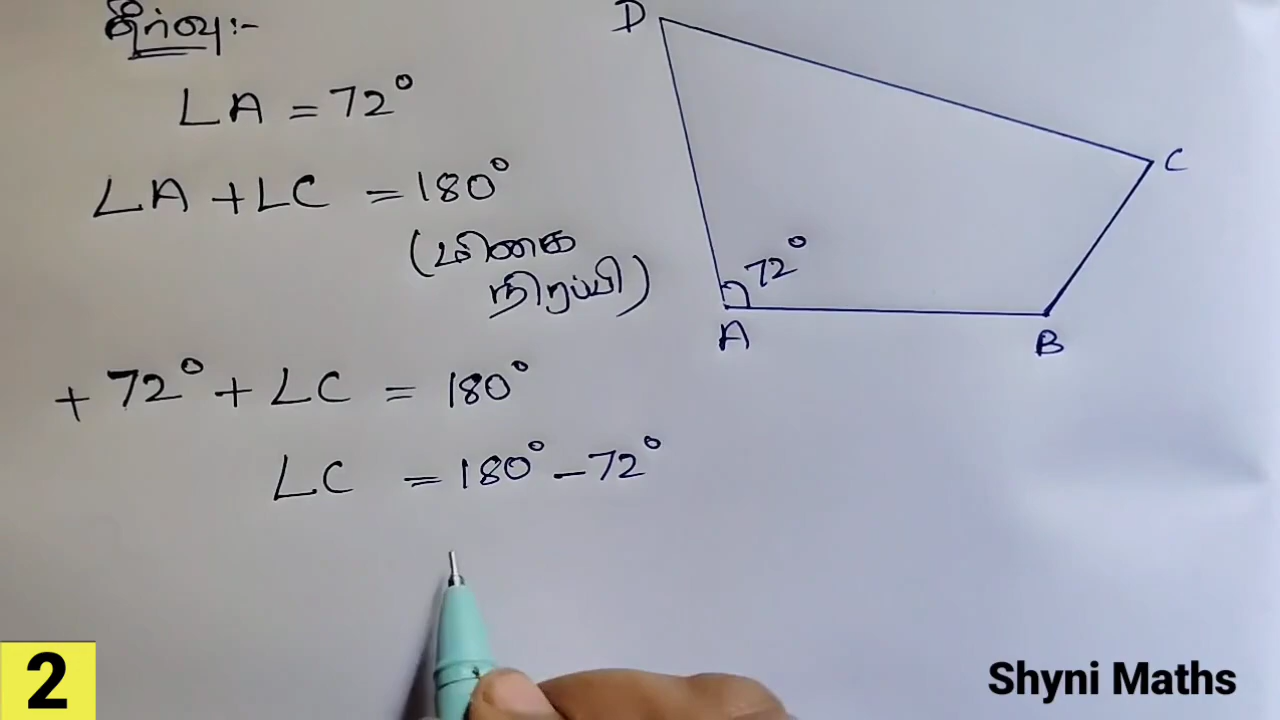 தீர்வு:-
∠A = 72°
∠A + ∠C = 180°
(மிகை
நிரப்பி)
+ 72° + ∠C = 180°
∠C = 180° - 72°
D
C
72°
A
B
2
Shyni Maths